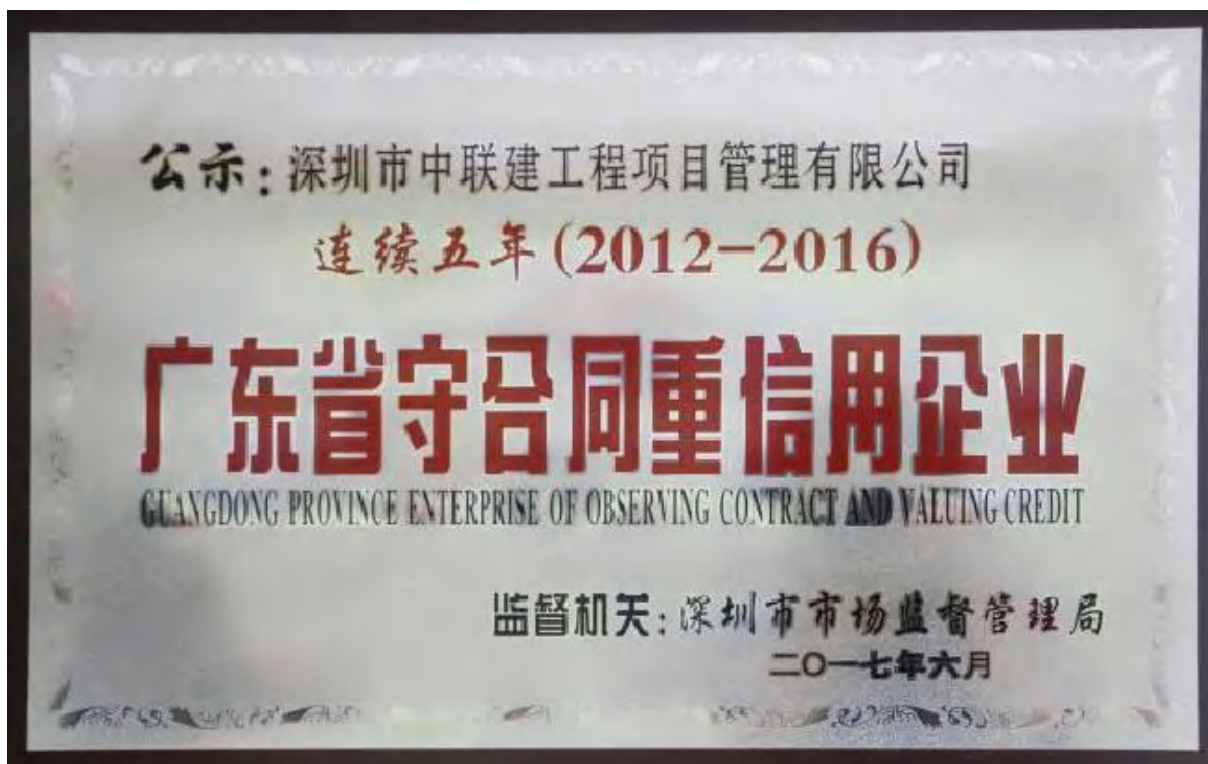 公示:深圳市中联建工程项目管理有限公司
连续五年(2012-2016)
广东省守合同重信用企业
GUANGDONG PROVINCE ENTERPRISE OF OBSERVING CONTRACT AND VALUING CREDIT
监督机关:深圳市市场监督管理局
二〇一七年六月